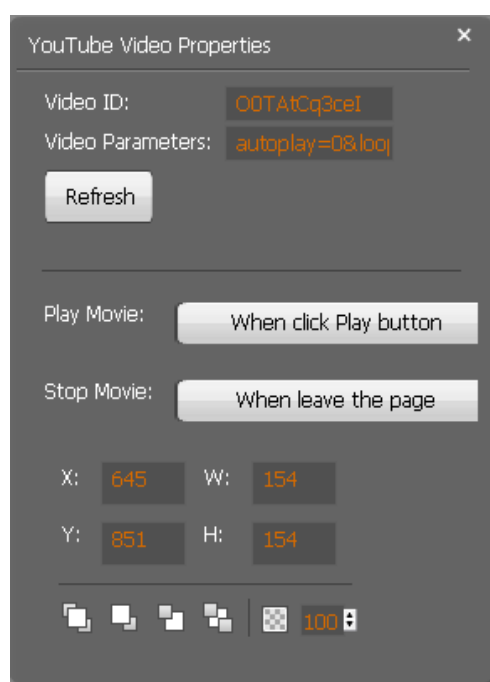 YouTube Video Properties
Video ID: O0TAtCq3ceI
Video Parameters: autoplay=0&loo
Refresh
Play Movie: When click Play button
Stop Movie: When leave the page
X: 645 W: 154
Y: 851 H: 154
100